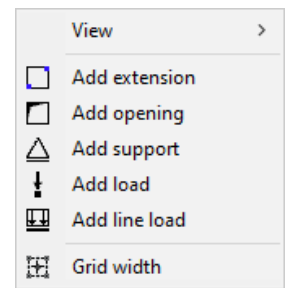 View
Add extension
Add opening
Add support
Add load
Add line load
Grid width